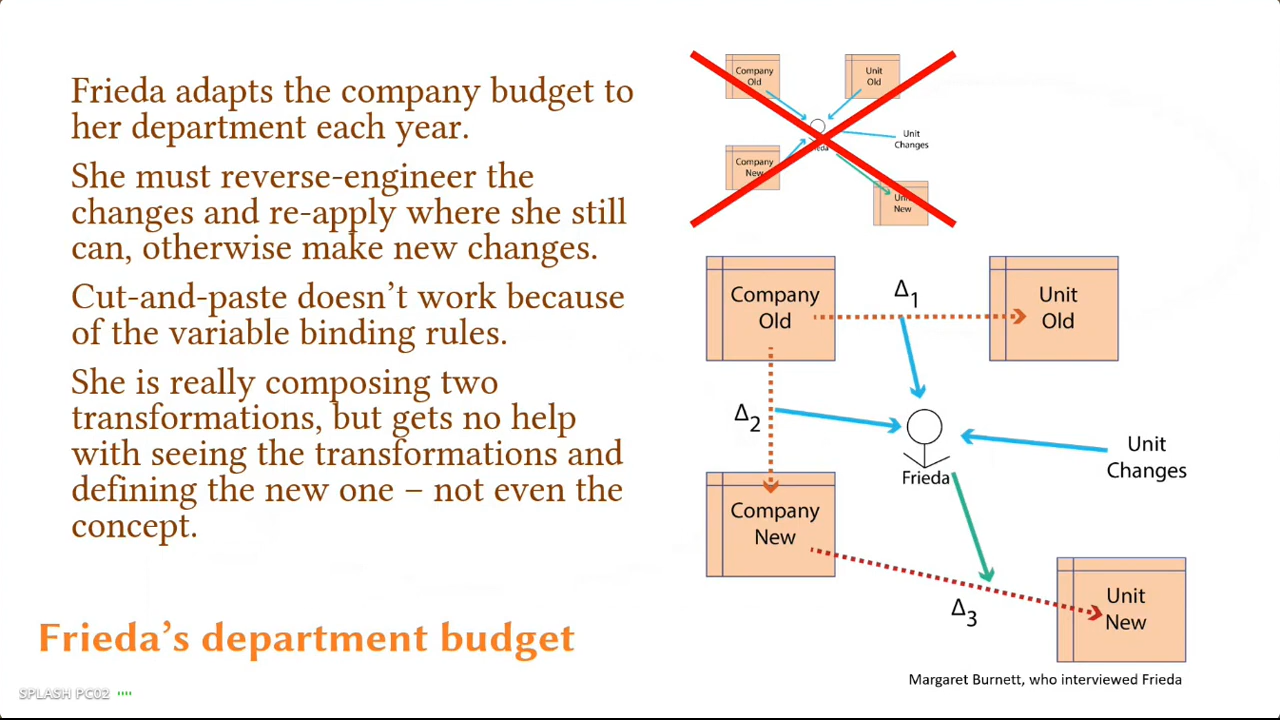 Frieda adapts the company budget to
her department each year.
She must reverse-engineer the
changes and re-apply where she still
can, otherwise make new changes.
Cut-and-paste doesn't work because
of the variable binding rules.
She is really composing two
transformations, but gets no help
with seeing the transformations and
defining the new one – not even the
concept.
Frieda's department budget
SPLASH PC02
Company
Old
Unit
Old
Unit
Changes
Company
New
New
Company
Old
Δ1
Unit
Old
Δ2
Frieda
Unit
Changes
Company
New
Δ3
Unit
New
Margaret Burnett, who interviewed Frieda